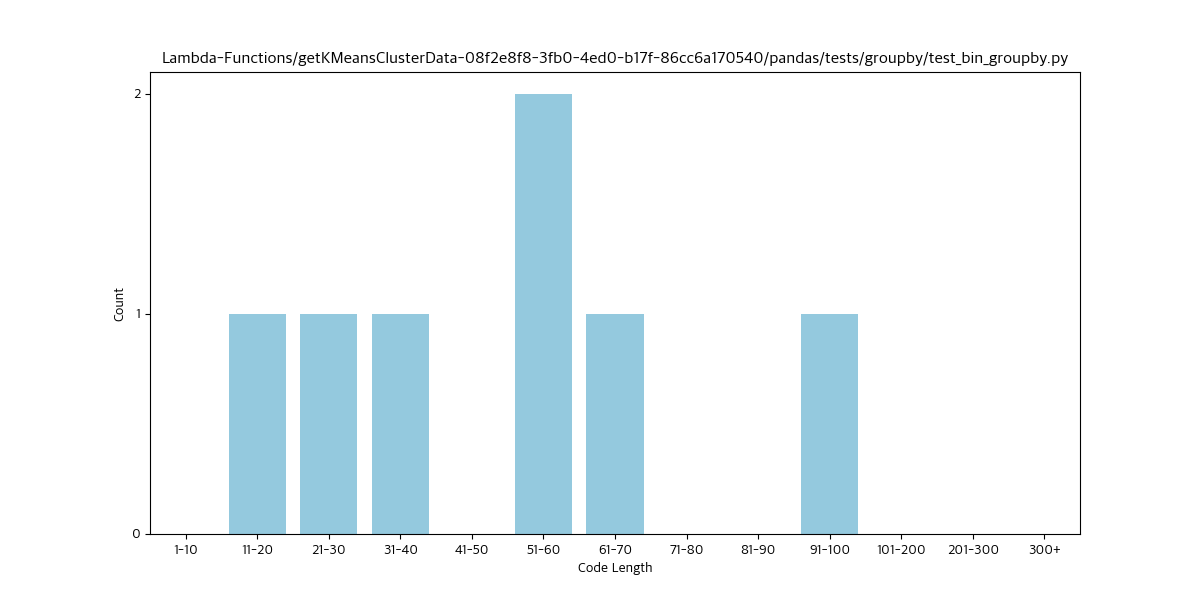 Lambda-Functions/getKMeansClusterData-08f2e8f8-3fb0-4ed0-b17f-86cc6a170540/pandas/tests/groupby/test_bin_groupby.py
2
1
0
Count
1-10 11-20 21-30 31-40 41-50 51-60 61-70 71-80 81-90 91-100 101-200 201-300 300+
Code Length